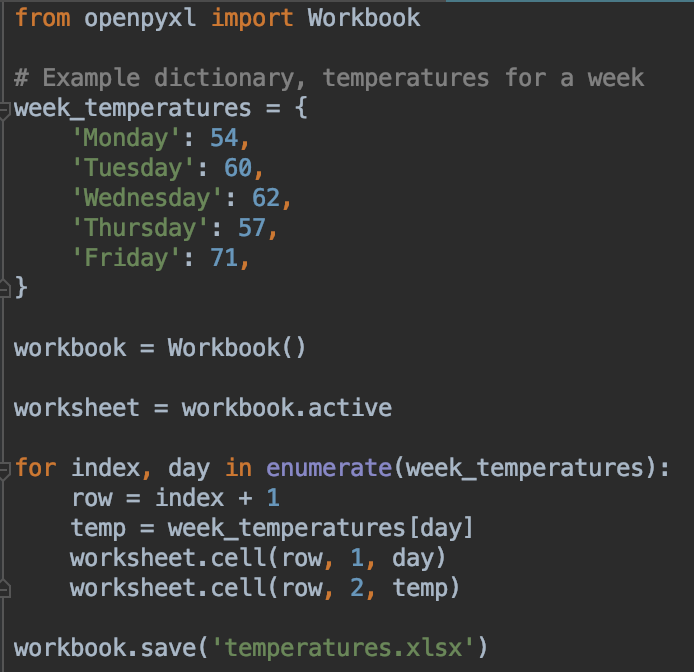 from openpyxl import Workbook

# Example dictionary, temperatures for a week
week_temperatures = {
    'Monday': 54,
    'Tuesday': 60,
    'Wednesday': 62,
    'Thursday': 57,
    'Friday': 71,
}

workbook = Workbook()

worksheet = workbook.active

for index, day in enumerate(week_temperatures):
    row = index + 1
    temp = week_temperatures[day]
    worksheet.cell(row, 1, day)
    worksheet.cell(row, 2, temp)

workbook.save('temperatures.xlsx')